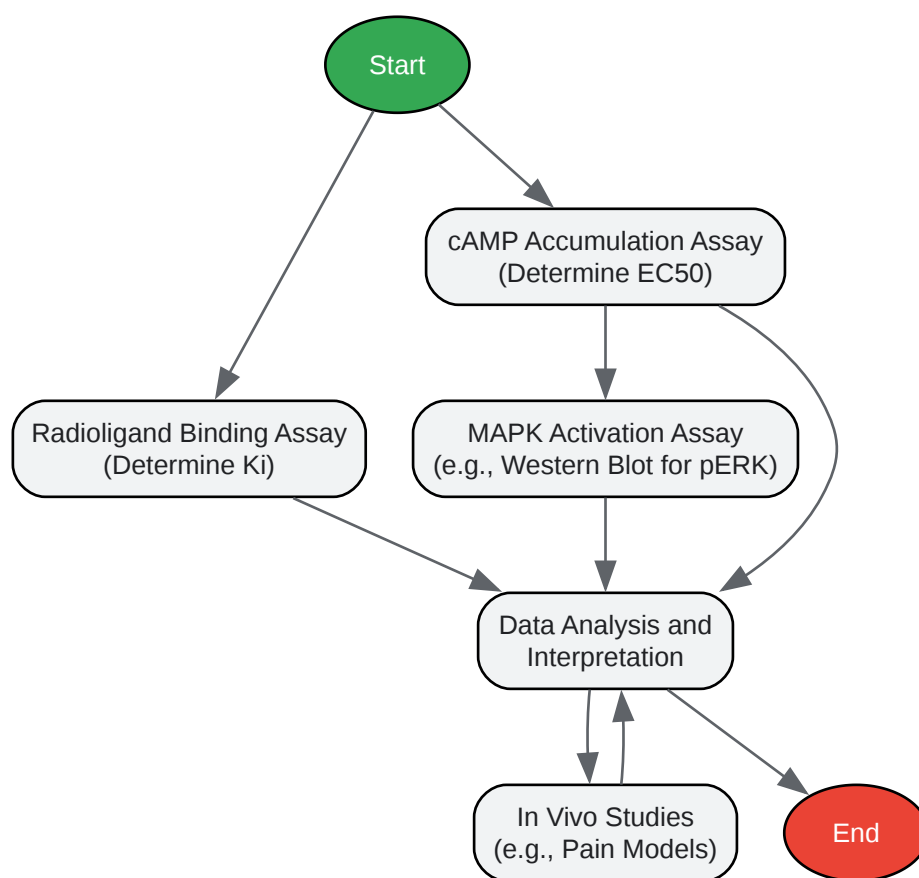 Start
cAMP Accumulation Assay
(Determine EC50)
Radioligand Binding Assay
(Determine Ki)
MAPK Activation Assay
(e.g., Western Blot for pERK)
Data Analysis and
Interpretation
In Vivo Studies
(e.g., Pain Models)
End